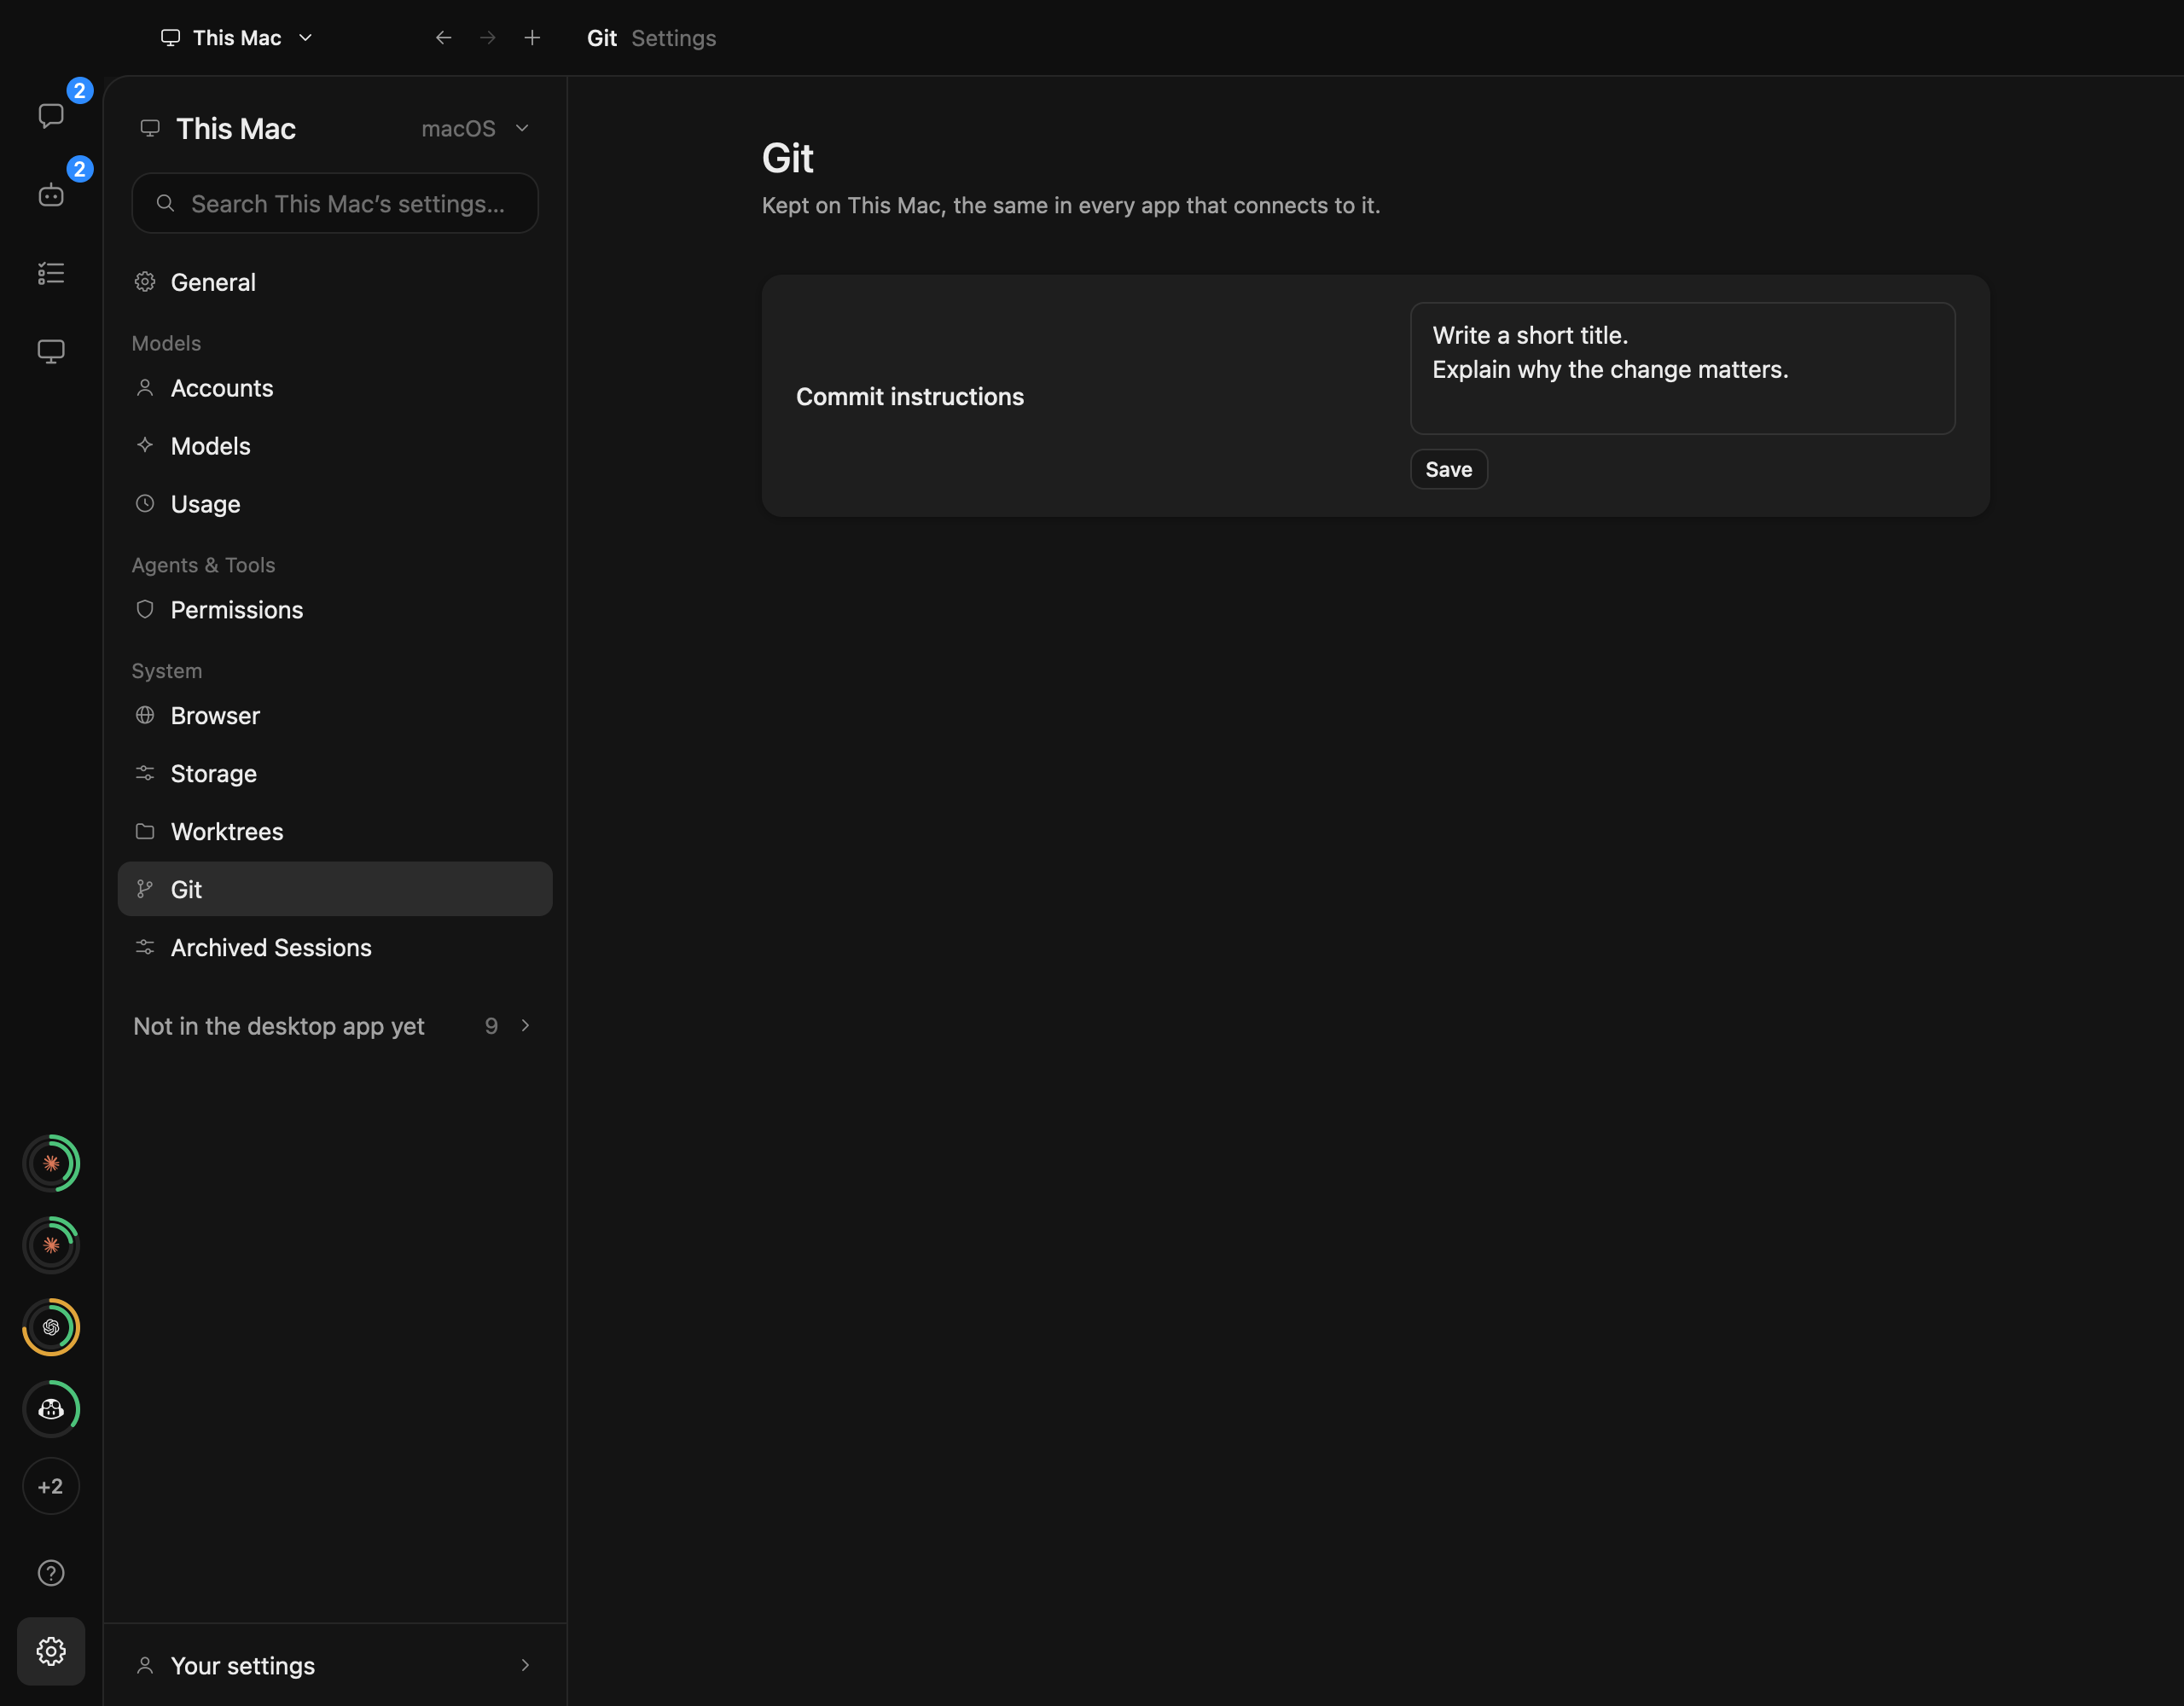 This Mac
Git Settings
2
2
This Mac
macOS
Search This Mac’s settings...
General
Models
Accounts
Models
Usage
Agents & Tools
Permissions
System
Browser
Storage
Worktrees
Git
Archived Sessions
Not in the desktop app yet
9
+2
Your settings
Git
Kept on This Mac, the same in every app that connects to it.
Commit instructions
Write a short title.
Explain why the change matters.
Save